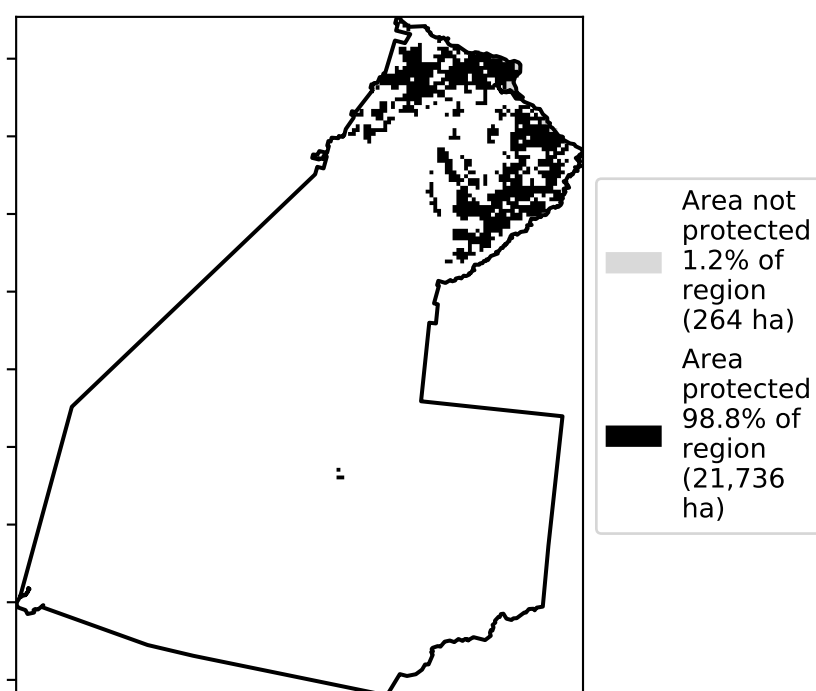 Area not
protected
1.2% of
region
(264 ha)
Area
protected
98.8% of
region
(21,736
ha)